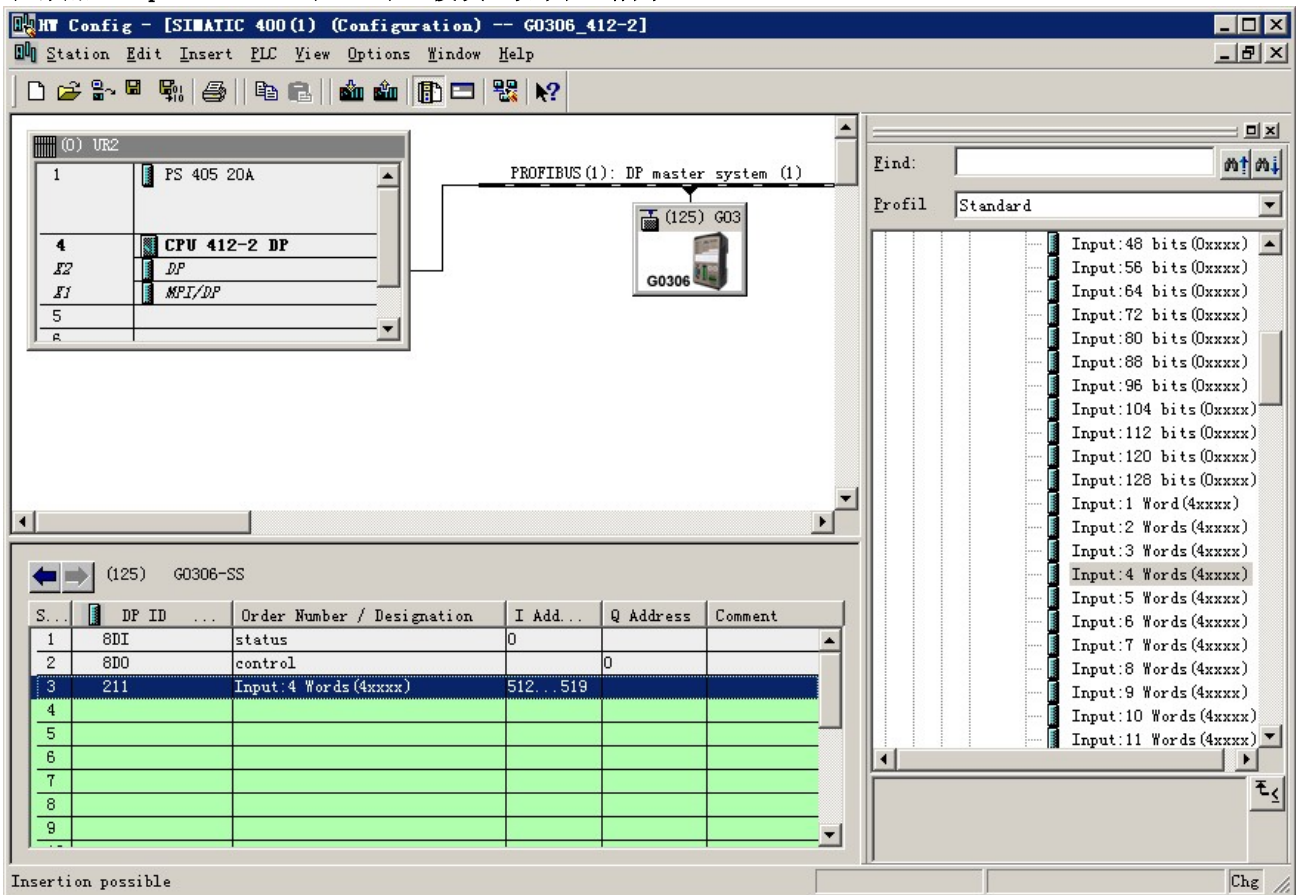 HW Config - [SIMATIC 400(1) (Configuration) -- G0306_412-2]
Station Edit Insert PLC View Options Window Help
(0) UR2
1 PS 405 20A
4 CPU 412-2 DP
X2 DP
X1 MPI/DP
5
6
PROFIBUS(1): DP master system (1)
(125) G03
G0306
Find:
Profil Standard
Input:48 bits(0xxxx)
Input:56 bits(0xxxx)
Input:64 bits(0xxxx)
Input:72 bits(0xxxx)
Input:80 bits(0xxxx)
Input:88 bits(0xxxx)
Input:96 bits(0xxxx)
Input:104 bits(0xxxx)
Input:112 bits(0xxxx)
Input:120 bits(0xxxx)
Input:128 bits(0xxxx)
Input:1 Word(4xxxx)
Input:2 Words(4xxxx)
Input:3 Words(4xxxx)
Input:4 Words(4xxxx)
Input:5 Words(4xxxx)
Input:6 Words(4xxxx)
Input:7 Words(4xxxx)
Input:8 Words(4xxxx)
Input:9 Words(4xxxx)
Input:10 Words(4xxxx)
Input:11 Words(4xxxx)
(125) G0306-SS
S... DP ID ... Order Number / Designation I Add... Q Address Comment
1 8DI status 0
2 8DO control 0
3 211 Input:4 Words(4xxxx) 512...519
4
5
6
7
8
9
Insertion possible
Chg